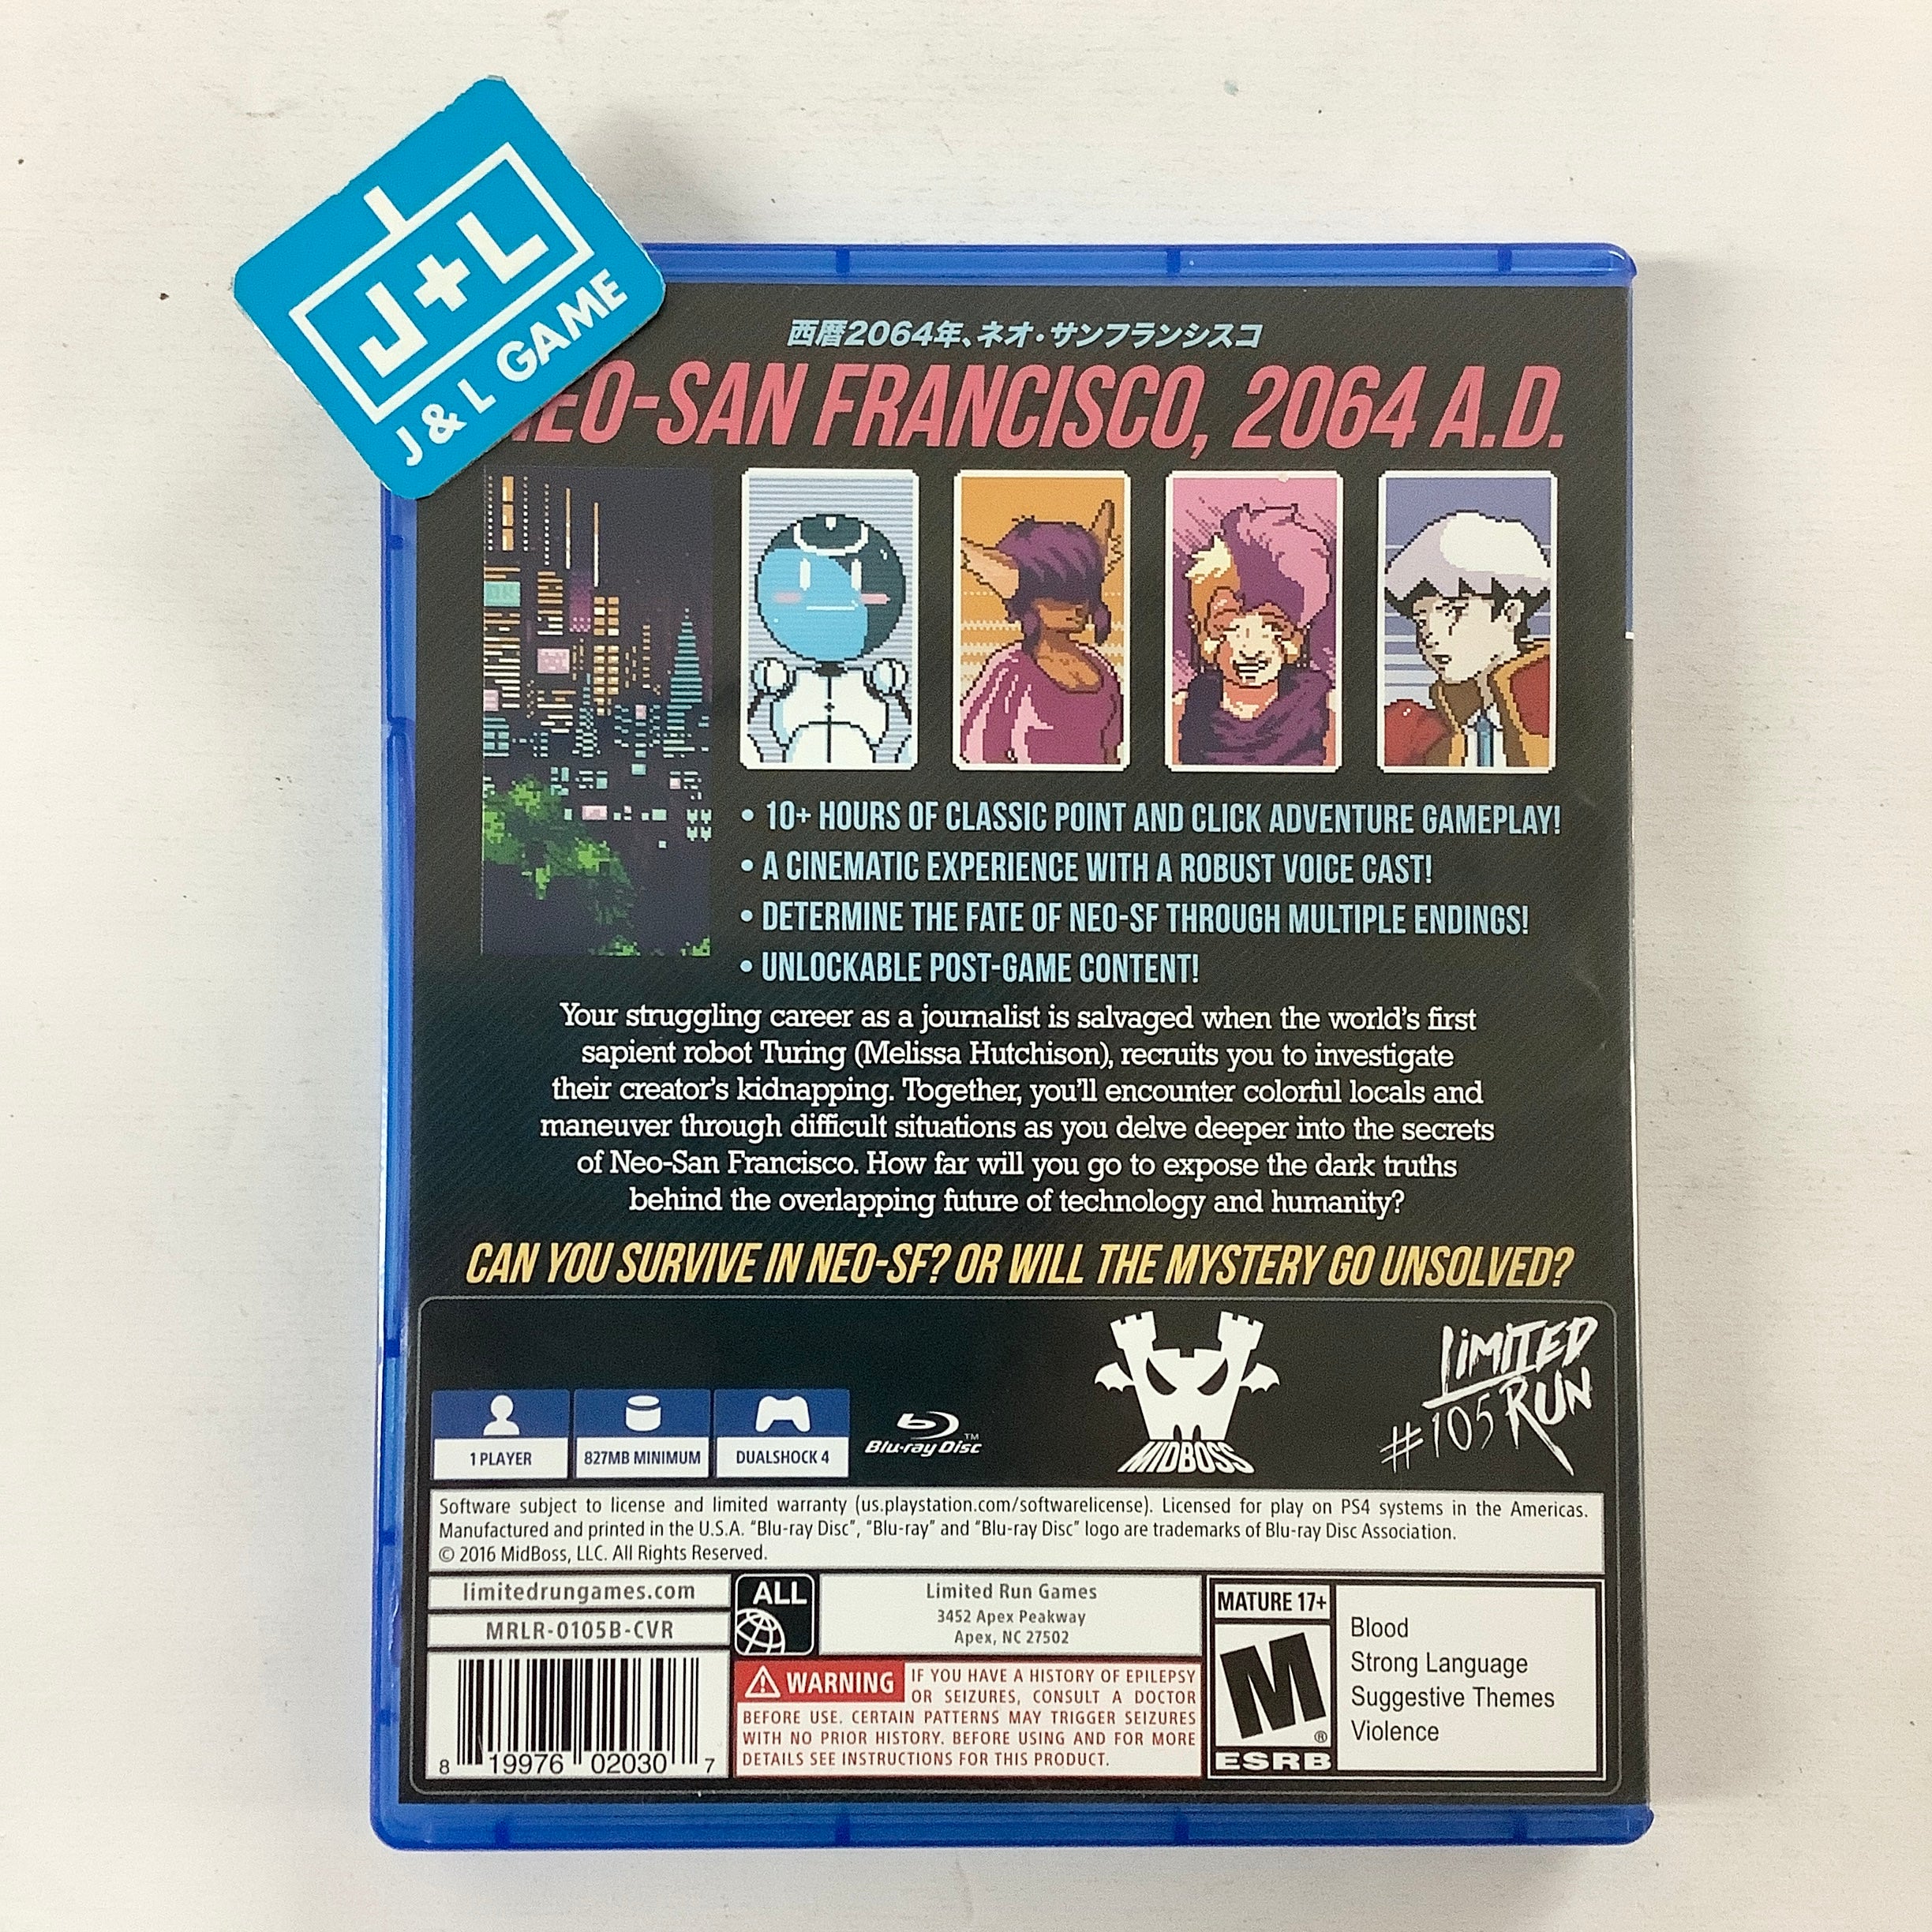 J+L
J & L GAME
西暦2064年、ネオ・サンフランシスコ
EO-SAN FRANCISCO, 2064 A.D.
• 10+ HOURS OF CLASSIC POINT AND CLICK ADVENTURE GAMEPLAY!
• A CINEMATIC EXPERIENCE WITH A ROBUST VOICE CAST!
• DETERMINE THE FATE OF NEO-SF THROUGH MULTIPLE ENDINGS!
• UNLOCKABLE POST-GAME CONTENT!
Your struggling career as a journalist is salvaged when the world's first
sapient robot Turing (Melissa Hutchison), recruits you to investigate
their creator's kidnapping. Together, you'll encounter colorful locals and
maneuver through difficult situations as you delve deeper into the secrets
of Neo-San Francisco. How far will you go to expose the dark truths
behind the overlapping future of technology and humanity?
CAN YOU SURVIVE IN NEO-SF? OR WILL THE MYSTERY GO UNSOLVED?
1 PLAYER
827MB MINIMUM
DUALSHOCK 4
Blu-ray Disc™
MIDBOSS
LIMITED
RUN
#105
Software subject to license and limited warranty (us.playstation.com/softwarelicense). Licensed for play on PS4 systems in the Americas.
Manufactured and printed in the U.S.A. "Blu-ray Disc", "Blu-ray" and "Blu-ray Disc" logo are trademarks of Blu-ray Disc Association.
© 2016 MidBoss, LLC. All Rights Reserved.
limitedrungames.com
MRLR-0105B-CVR
8 19976 02030 7
ALL
Limited Run Games
3452 Apex Peakway
Apex, NC 27502
WARNING IF YOU HAVE A HISTORY OF EPILEPSY
OR SEIZURES, CONSULT A DOCTOR
BEFORE USE. CERTAIN PATTERNS MAY TRIGGER SEIZURES
WITH NO PRIOR HISTORY. BEFORE USING AND FOR MORE
DETAILS SEE INSTRUCTIONS FOR THIS PRODUCT.
MATURE 17+
M®
ESRB
Blood
Strong Language
Suggestive Themes
Violence